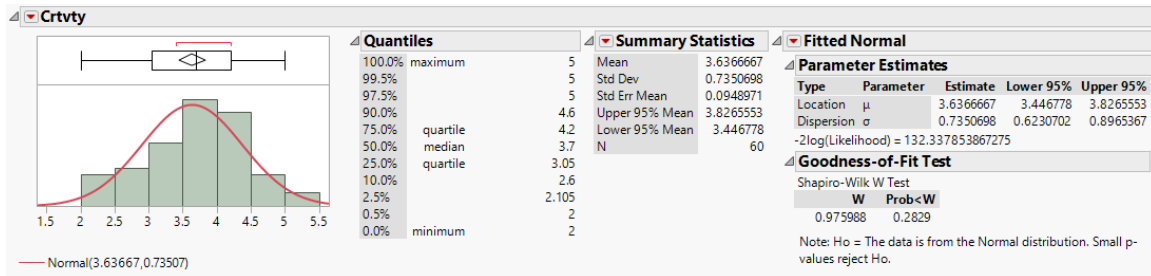 Crtvty
1.5 2 2.5 3 3.5 4 4.5 5 5.5
Normal(3.63667,0.73507)
Quantiles
100.0% maximum 5
99.5% 5
97.5% 5
90.0% 4.6
75.0% quartile 4.2
50.0% median 3.7
25.0% quartile 3.05
10.0% 2.6
2.5% 2.105
0.5% 2
0.0% minimum 2
Summary Statistics
Mean 3.6366667
Std Dev 0.7350698
Std Err Mean 0.0948971
Upper 95% Mean 3.8265553
Lower 95% Mean 3.446778
N 60
Fitted Normal
Parameter Estimates
Type Parameter Estimate Lower 95% Upper 95%
Location μ 3.6366667 3.446778 3.8265553
Dispersion σ 0.7350698 0.6230702 0.8965367
-2log(Likelihood) = 132.337853867275
Goodness-of-Fit Test
Shapiro-Wilk W Test
W Prob<W
0.975988 0.2829
Note: Ho = The data is from the Normal distribution. Small p-
values reject Ho.